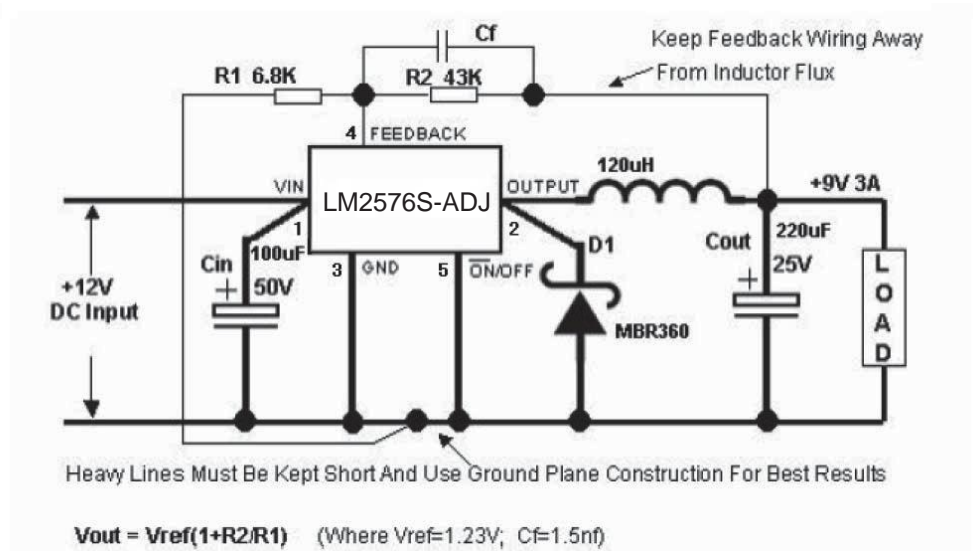 Cf
Keep Feedback Wiring Away
From Inductor Flux
R1 6.8K
R2 43K
4 FEEDBACK
120uH
VIN
LM2576S-ADJ
OUTPUT
+9V 3A
1
2
D1
Cout
220uF
Cin
100uF
3 GND
5 ON/OFF
+ 25V
LOAD
+12V
DC Input
+ 50V
MBR360
Heavy Lines Must Be Kept Short And Use Ground Plane Construction For Best Results
Vout = Vref(1+R2/R1) (Where Vref=1.23V; Cf=1.5nf)